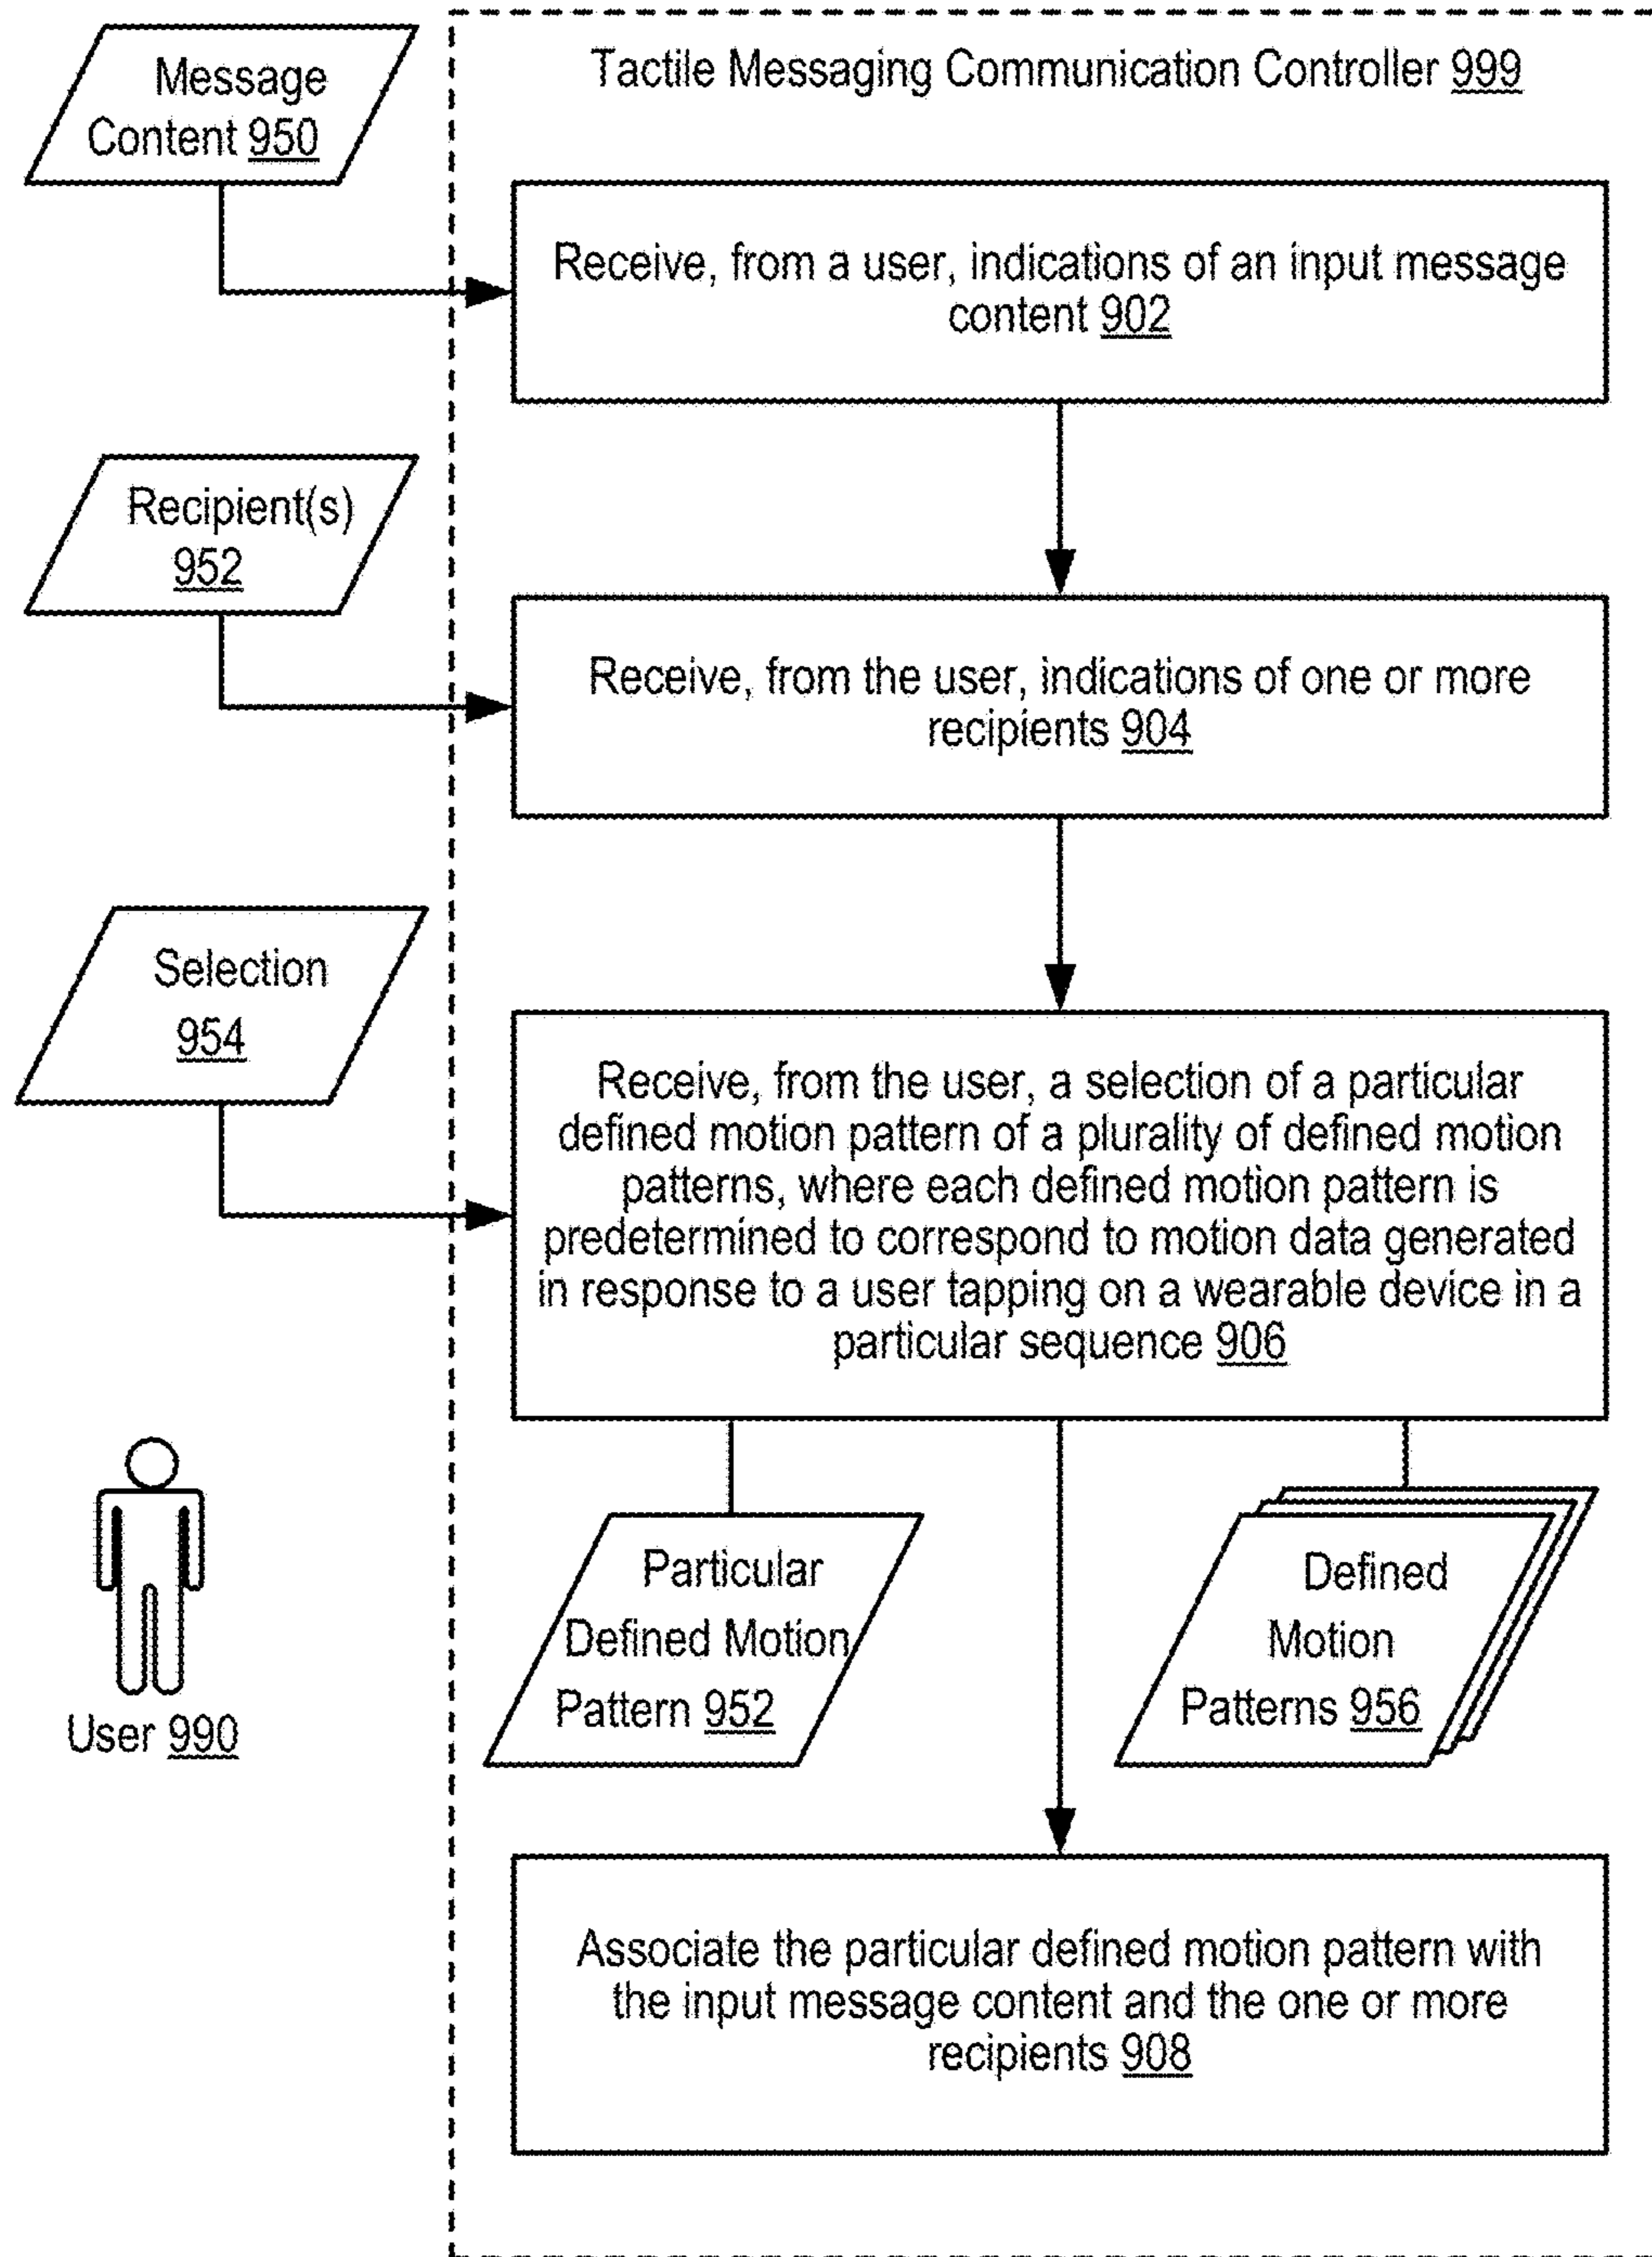 Tactile Messaging Communication Controller 999
Message
Content 950
Receive, from a user, indications of an input message
content 902
Recipient(s)
952
Receive, from the user, indications of one or more
recipients 904
Selection
954
Receive, from the user, a selection of a particular
defined motion pattern of a plurality of defined motion
patterns, where each defined motion pattern is
predetermined to correspond to motion data generated
in response to a user tapping on a wearable device in a
particular sequence 906
Particular
Defined Motion
Pattern 952
Defined
Motion
Patterns 956
User 990
Associate the particular defined motion pattern with
the input message content and the one or more
recipients 908